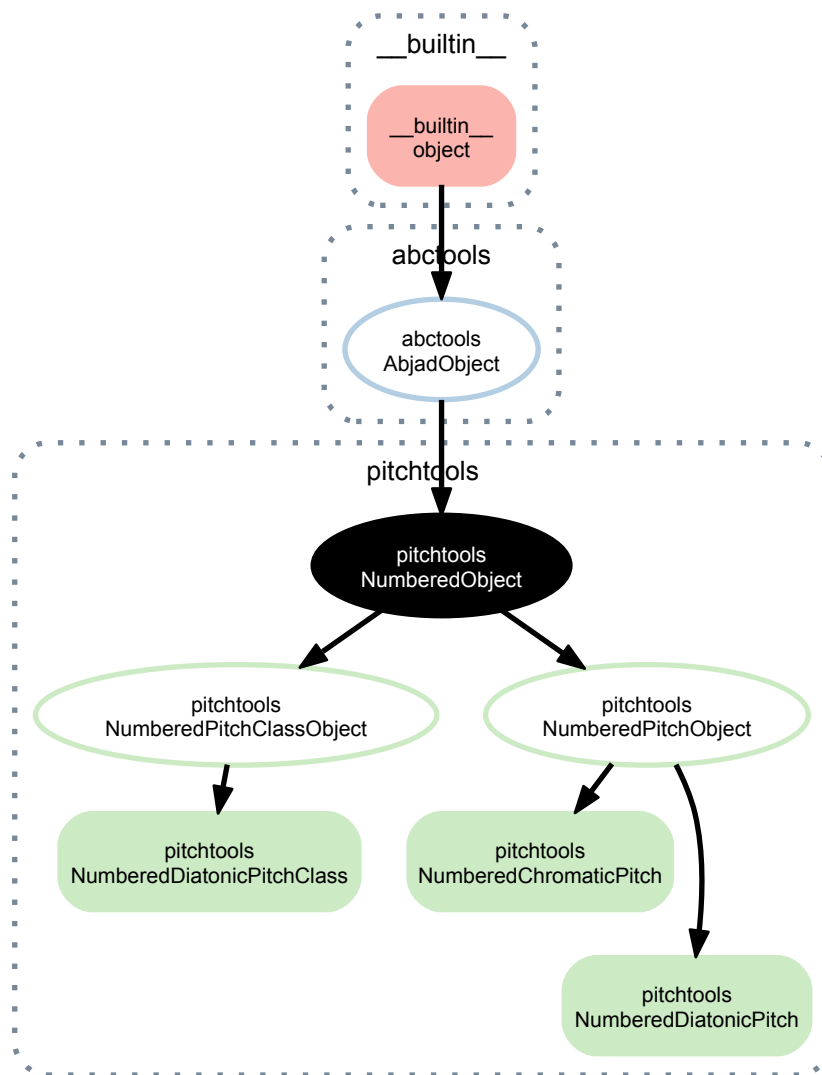 __builtin__
__builtin__
object
abctools
abctools
AbjadObject
pitchtools
pitchtools
NumberedObject
pitchtools
NumberedPitchClassObject
pitchtools
NumberedPitchObject
pitchtools
NumberedDiatonicPitchClass
pitchtools
NumberedChromaticPitch
pitchtools
NumberedDiatonicPitch